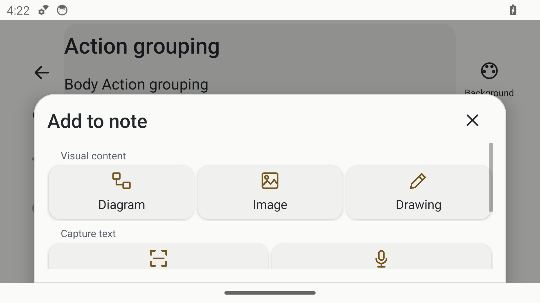 4:22
Action grouping
Body Action grouping
Background
Add to note
Visual content
Diagram
Image
Drawing
Capture text